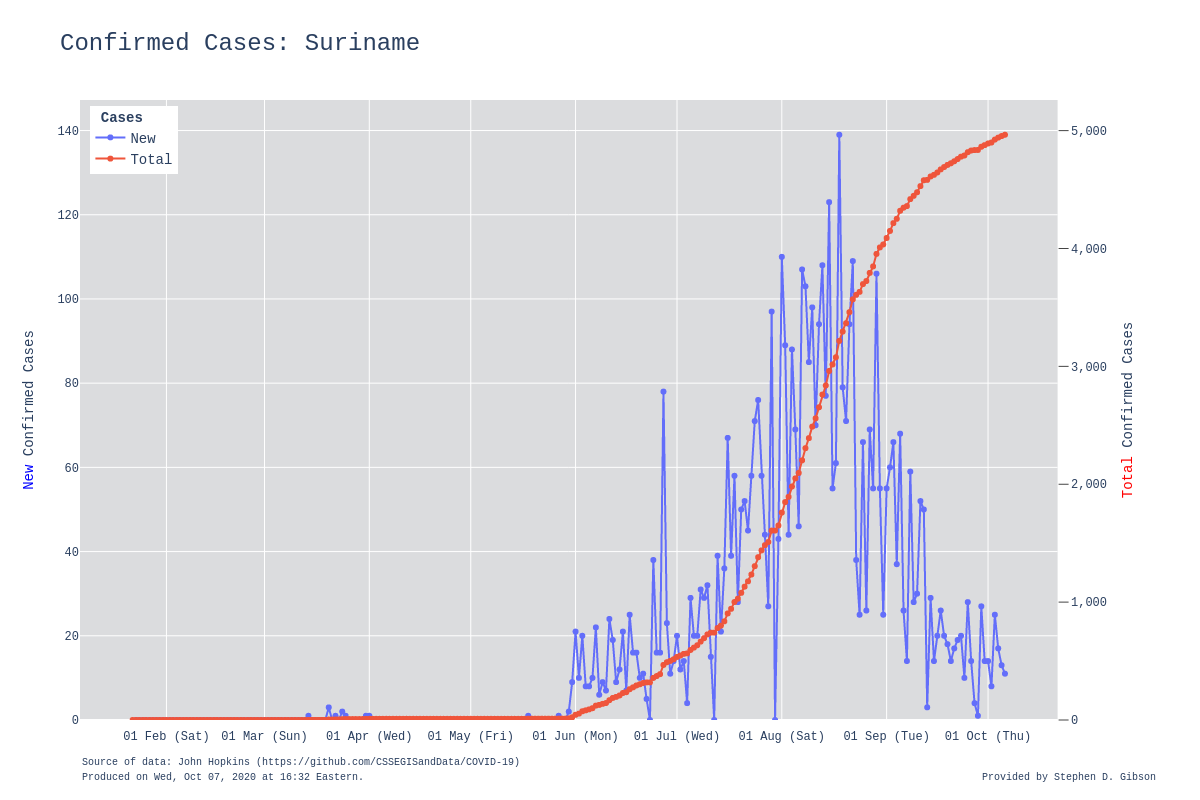 Confirmed Cases: Suriname
Cases
New
Total
140
120
100
80
60
40
20
0
5,000
4,000
3,000
2,000
1,000
0
New Confirmed Cases
Total Confirmed Cases
01 Feb (Sat) 01 Mar (Sun) 01 Apr (Wed) 01 May (Fri) 01 Jun (Mon) 01 Jul (Wed) 01 Aug (Sat) 01 Sep (Tue) 01 Oct (Thu)
Source of data: John Hopkins (https://github.com/CSSEGISandData/COVID-19)
Produced on Wed, Oct 07, 2020 at 16:32 Eastern.
Provided by Stephen D. Gibson